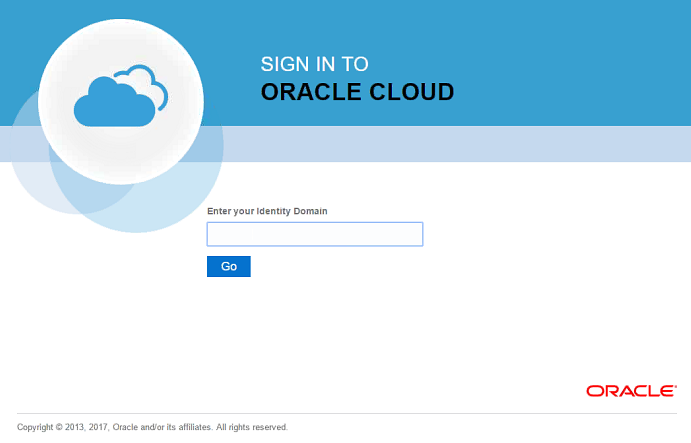 SIGN IN TO
ORACLE CLOUD
Enter your Identity Domain
Go
ORACLE
Copyright © 2013, 2017, Oracle and/or its affiliates. All rights reserved.